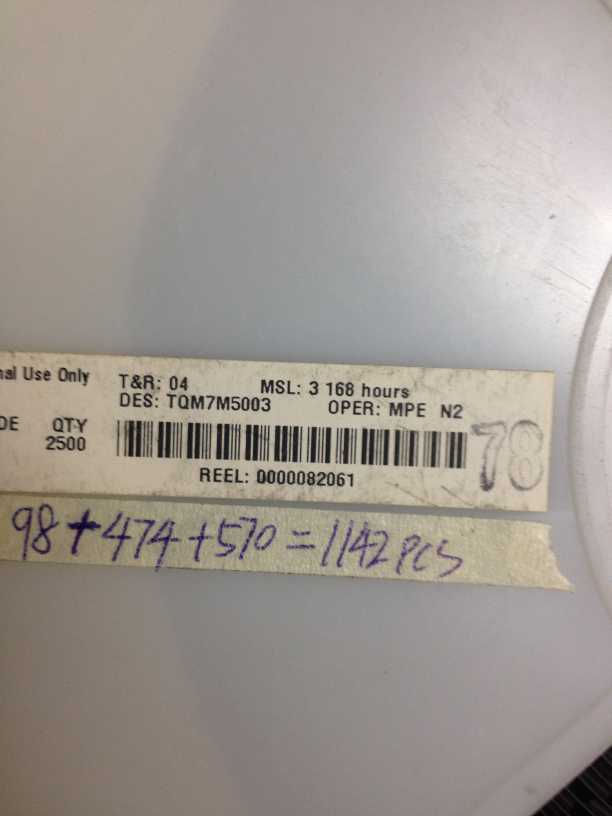 nal Use Only
T&R: 04 MSL: 3 168 hours
DES: TQM7M5003 OPER: MPE N2
DE QTY
2500
78
REEL: 0000082061
98+474+570=1142PCS